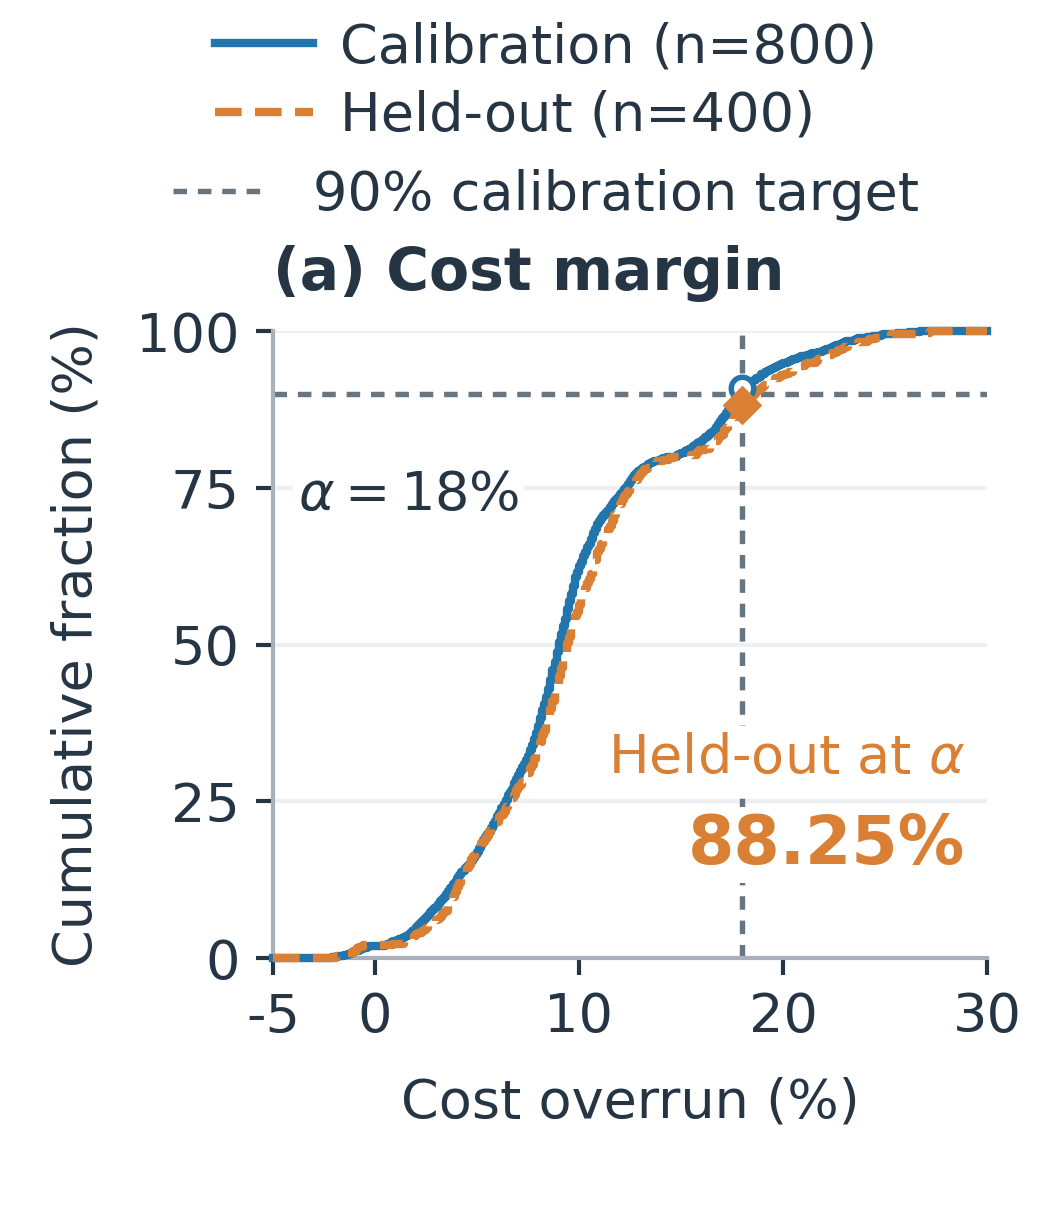 Calibration (n=800)
Held-out (n=400)
90% calibration target
(a) Cost margin
Cumulative fraction (%)
100
75
50
25
0
α = 18%
Held-out at α
88.25%
-5 0 10 20 30
Cost overrun (%)